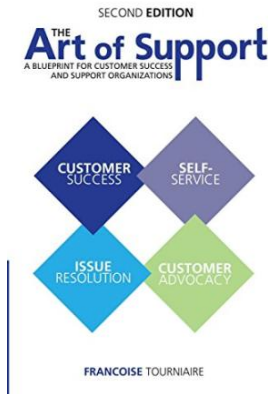 SECOND EDITION
THE
Art of Support
A BLUEPRINT FOR CUSTOMER SUCCESS
AND SUPPORT ORGANIZATIONS
CUSTOMER
SUCCESS
SELF-
SERVICE
ISSUE
RESOLUTION
CUSTOMER
ADVOCACY
FRANCOISE TOURNIAIRE